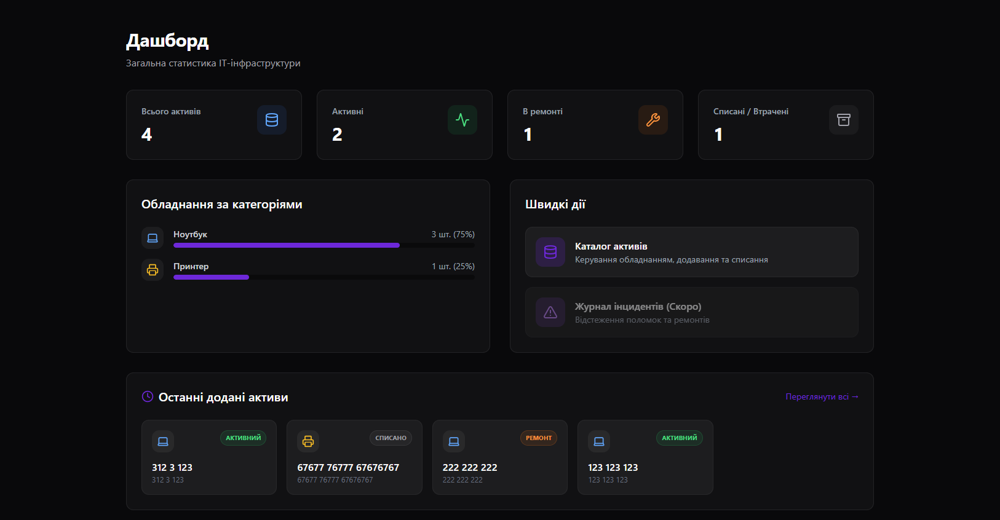 Дашборд
Загальна статистика ІТ-інфраструктури
Всього активів
4
Активні
2
В ремонті
1
Списані / Втрачені
1
Обладнання за категоріями
Ноутбук
3 шт. (75%)
Принтер
1 шт. (25%)
Швидкі дії
Каталог активів
Керування обладнанням, додавання та списання
Журнал інцидентів (Скоро)
Відстеження поломок та ремонтів
Останні додані активи
Переглянути всі →
АКТИВНИЙ
312 3 123
312 3 123
СПИСАНО
67677 76777 67676767
67677 76777 67676767
РЕМОНТ
222 222 222
222 222 222
АКТИВНИЙ
123 123 123
123 123 123